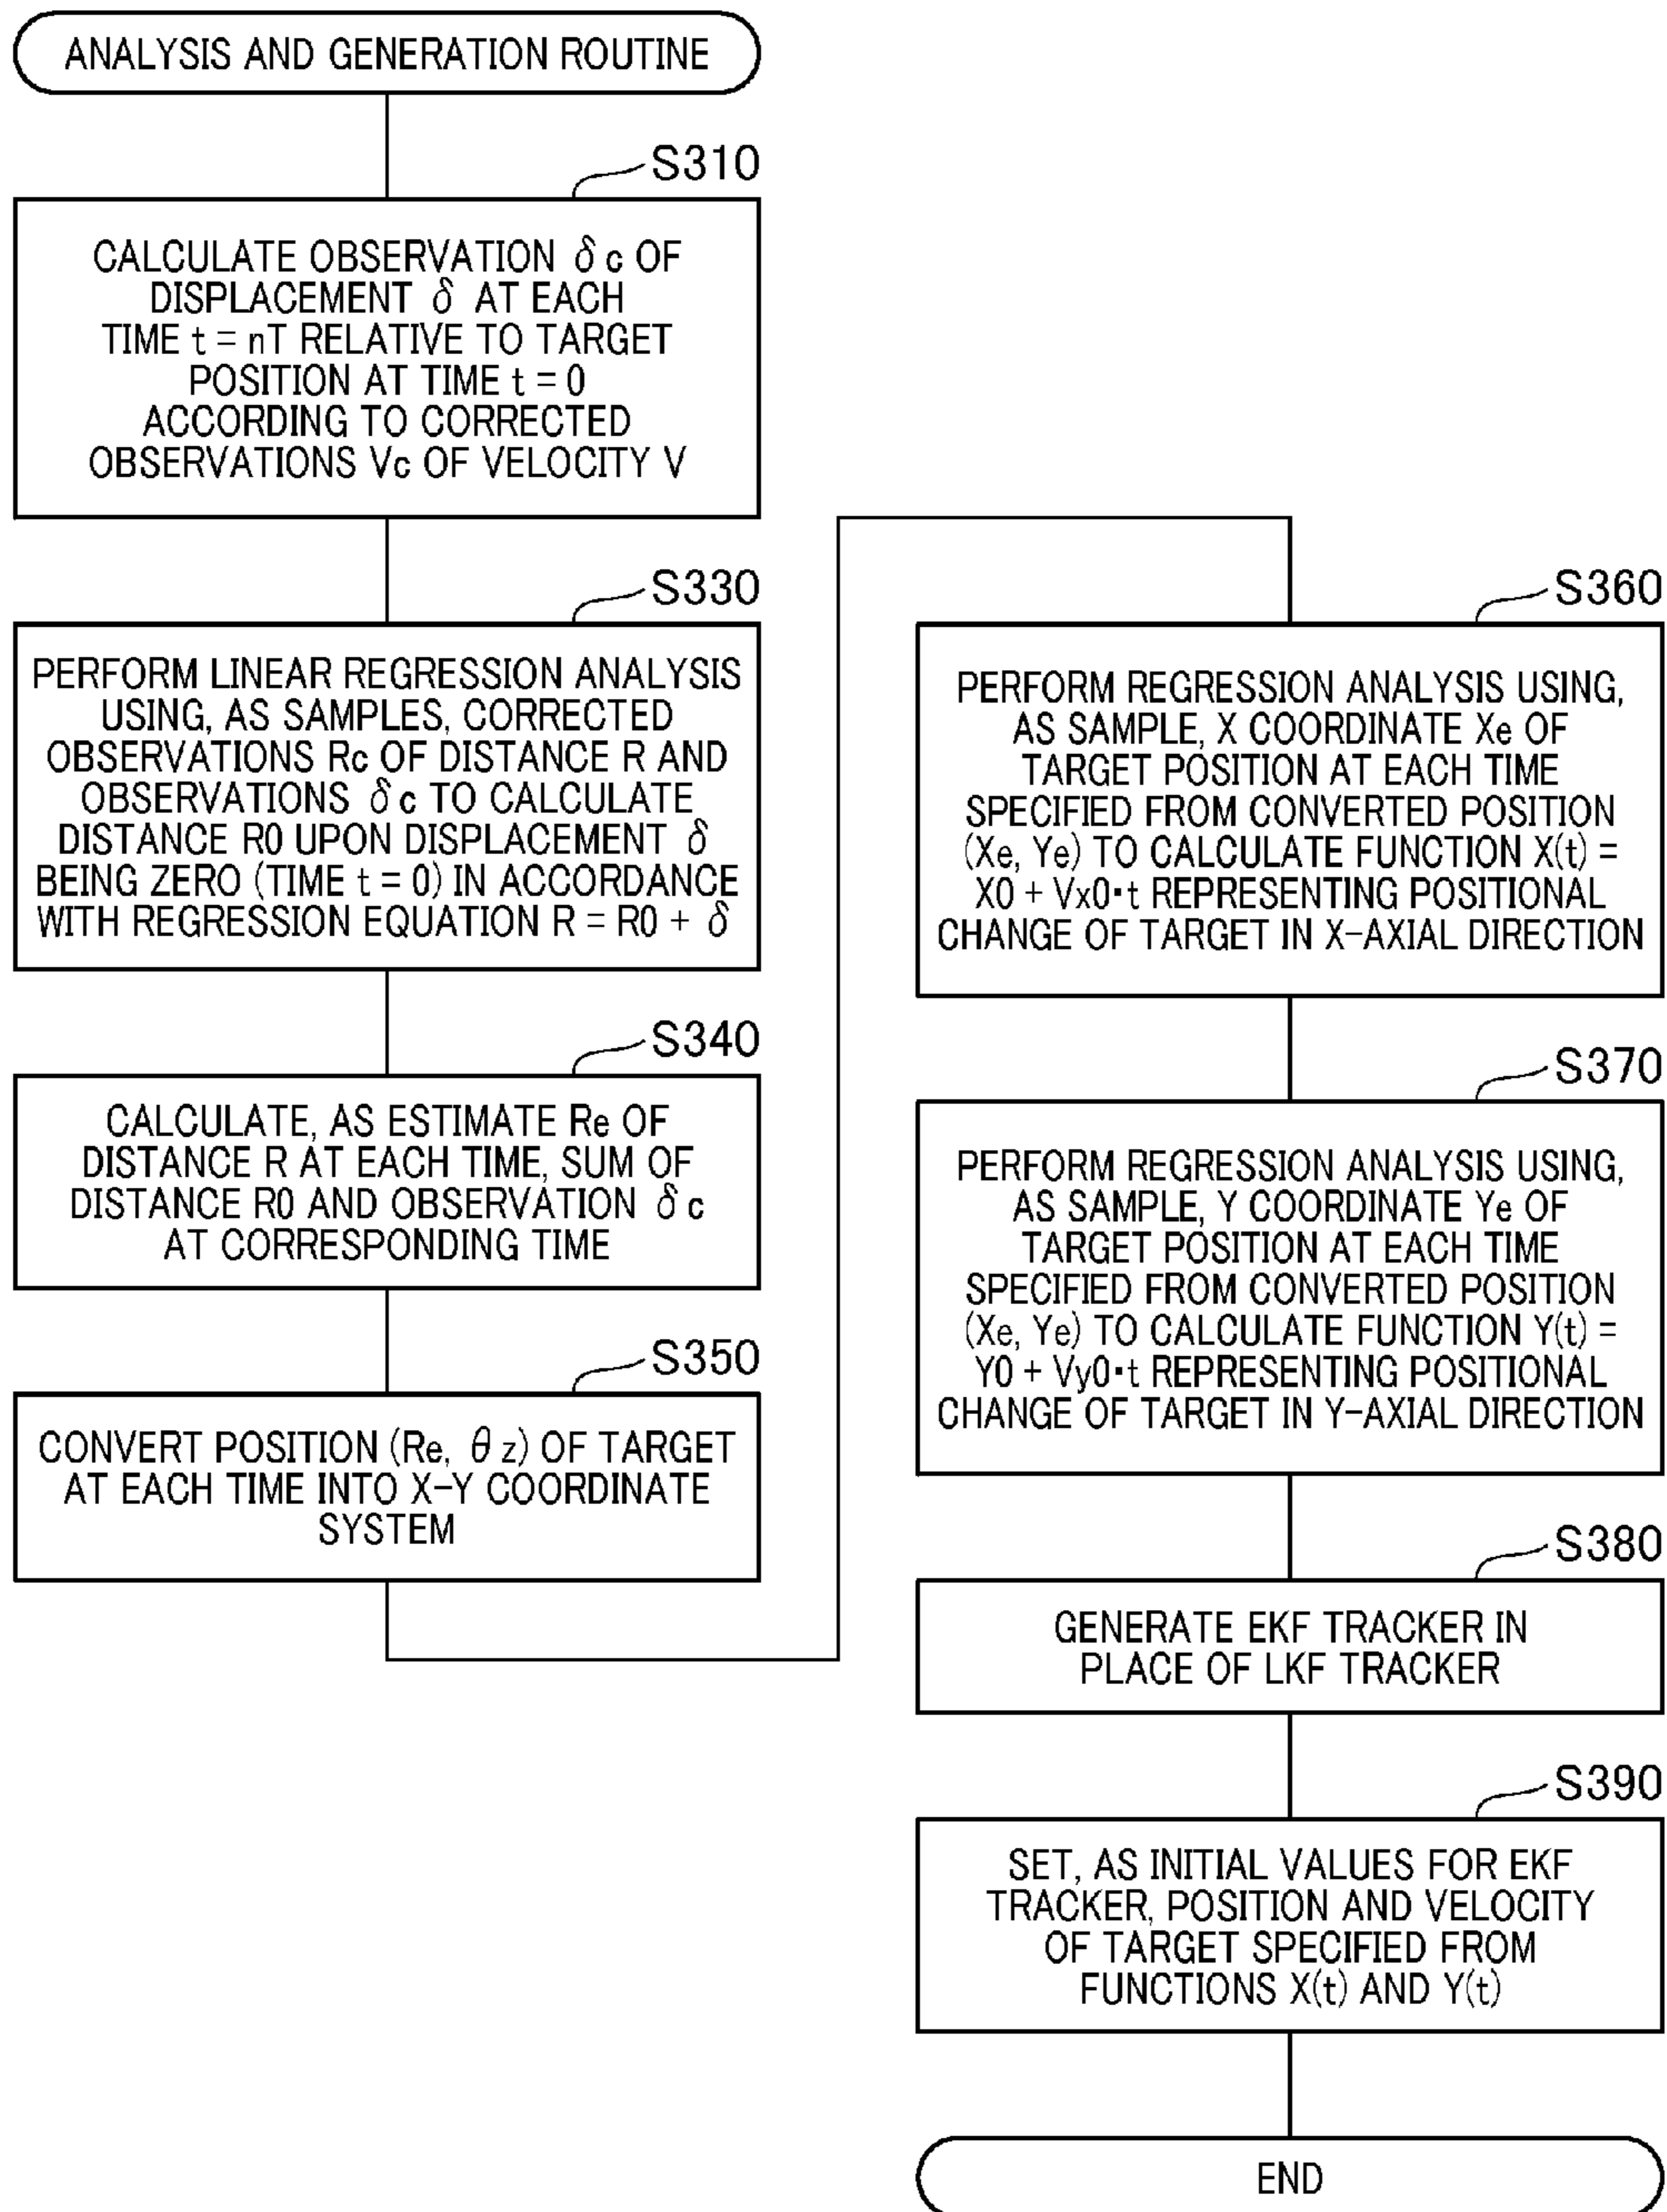 ANALYSIS AND GENERATION ROUTINE
S310
CALCULATE OBSERVATION δc OF
DISPLACEMENT δ AT EACH
TIME t = nT RELATIVE TO TARGET
POSITION AT TIME t = 0
ACCORDING TO CORRECTED
OBSERVATIONS Vc OF VELOCITY V
S330
PERFORM LINEAR REGRESSION ANALYSIS
USING, AS SAMPLES, CORRECTED
OBSERVATIONS Rc OF DISTANCE R AND
OBSERVATIONS δc TO CALCULATE
DISTANCE R0 UPON DISPLACEMENT δ
BEING ZERO (TIME t = 0) IN ACCORDANCE
WITH REGRESSION EQUATION R = R0 + δ
S340
CALCULATE, AS ESTIMATE Re OF
DISTANCE R AT EACH TIME, SUM OF
DISTANCE R0 AND OBSERVATION δc
AT CORRESPONDING TIME
S350
CONVERT POSITION (Re, θz) OF TARGET
AT EACH TIME INTO X-Y COORDINATE
SYSTEM
S360
PERFORM REGRESSION ANALYSIS USING,
AS SAMPLE, X COORDINATE Xe OF
TARGET POSITION AT EACH TIME
SPECIFIED FROM CONVERTED POSITION
(Xe, Ye) TO CALCULATE FUNCTION X(t) =
X0 + Vx0·t REPRESENTING POSITIONAL
CHANGE OF TARGET IN X-AXIAL DIRECTION
S370
PERFORM REGRESSION ANALYSIS USING,
AS SAMPLE, Y COORDINATE Ye OF
TARGET POSITION AT EACH TIME
SPECIFIED FROM CONVERTED POSITION
(Xe, Ye) TO CALCULATE FUNCTION Y(t) =
Y0 + Vy0·t REPRESENTING POSITIONAL
CHANGE OF TARGET IN Y-AXIAL DIRECTION
S380
GENERATE EKF TRACKER IN
PLACE OF LKF TRACKER
S390
SET, AS INITIAL VALUES FOR EKF
TRACKER, POSITION AND VELOCITY
OF TARGET SPECIFIED FROM
FUNCTIONS X(t) AND Y(t)
END